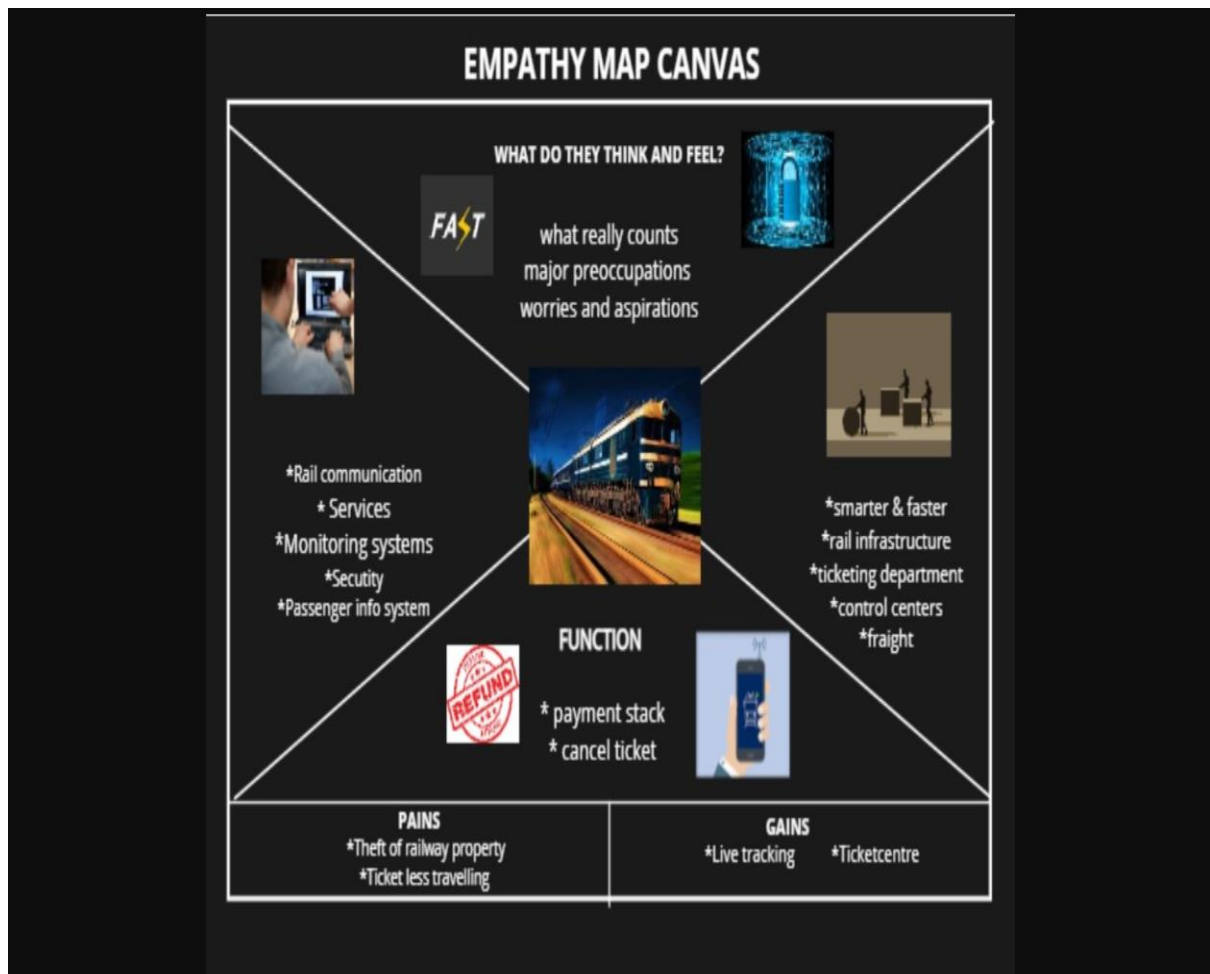 EMPATHY MAP CANVAS
WHAT DO THEY THINK AND FEEL?
FAST
what really counts
major preoccupations
worries and aspirations
*Rail communication
* Services
*Monitoring systems
*Secutity
*Passenger info system
*smarter & faster
*rail infrastructure
*ticketing department
*control centers
*fraight
FUNCTION
REFUND
* payment stack
* cancel ticket
PAINS
*Theft of railway property
*Ticket less travelling
GAINS
*Live tracking *Ticketcentre